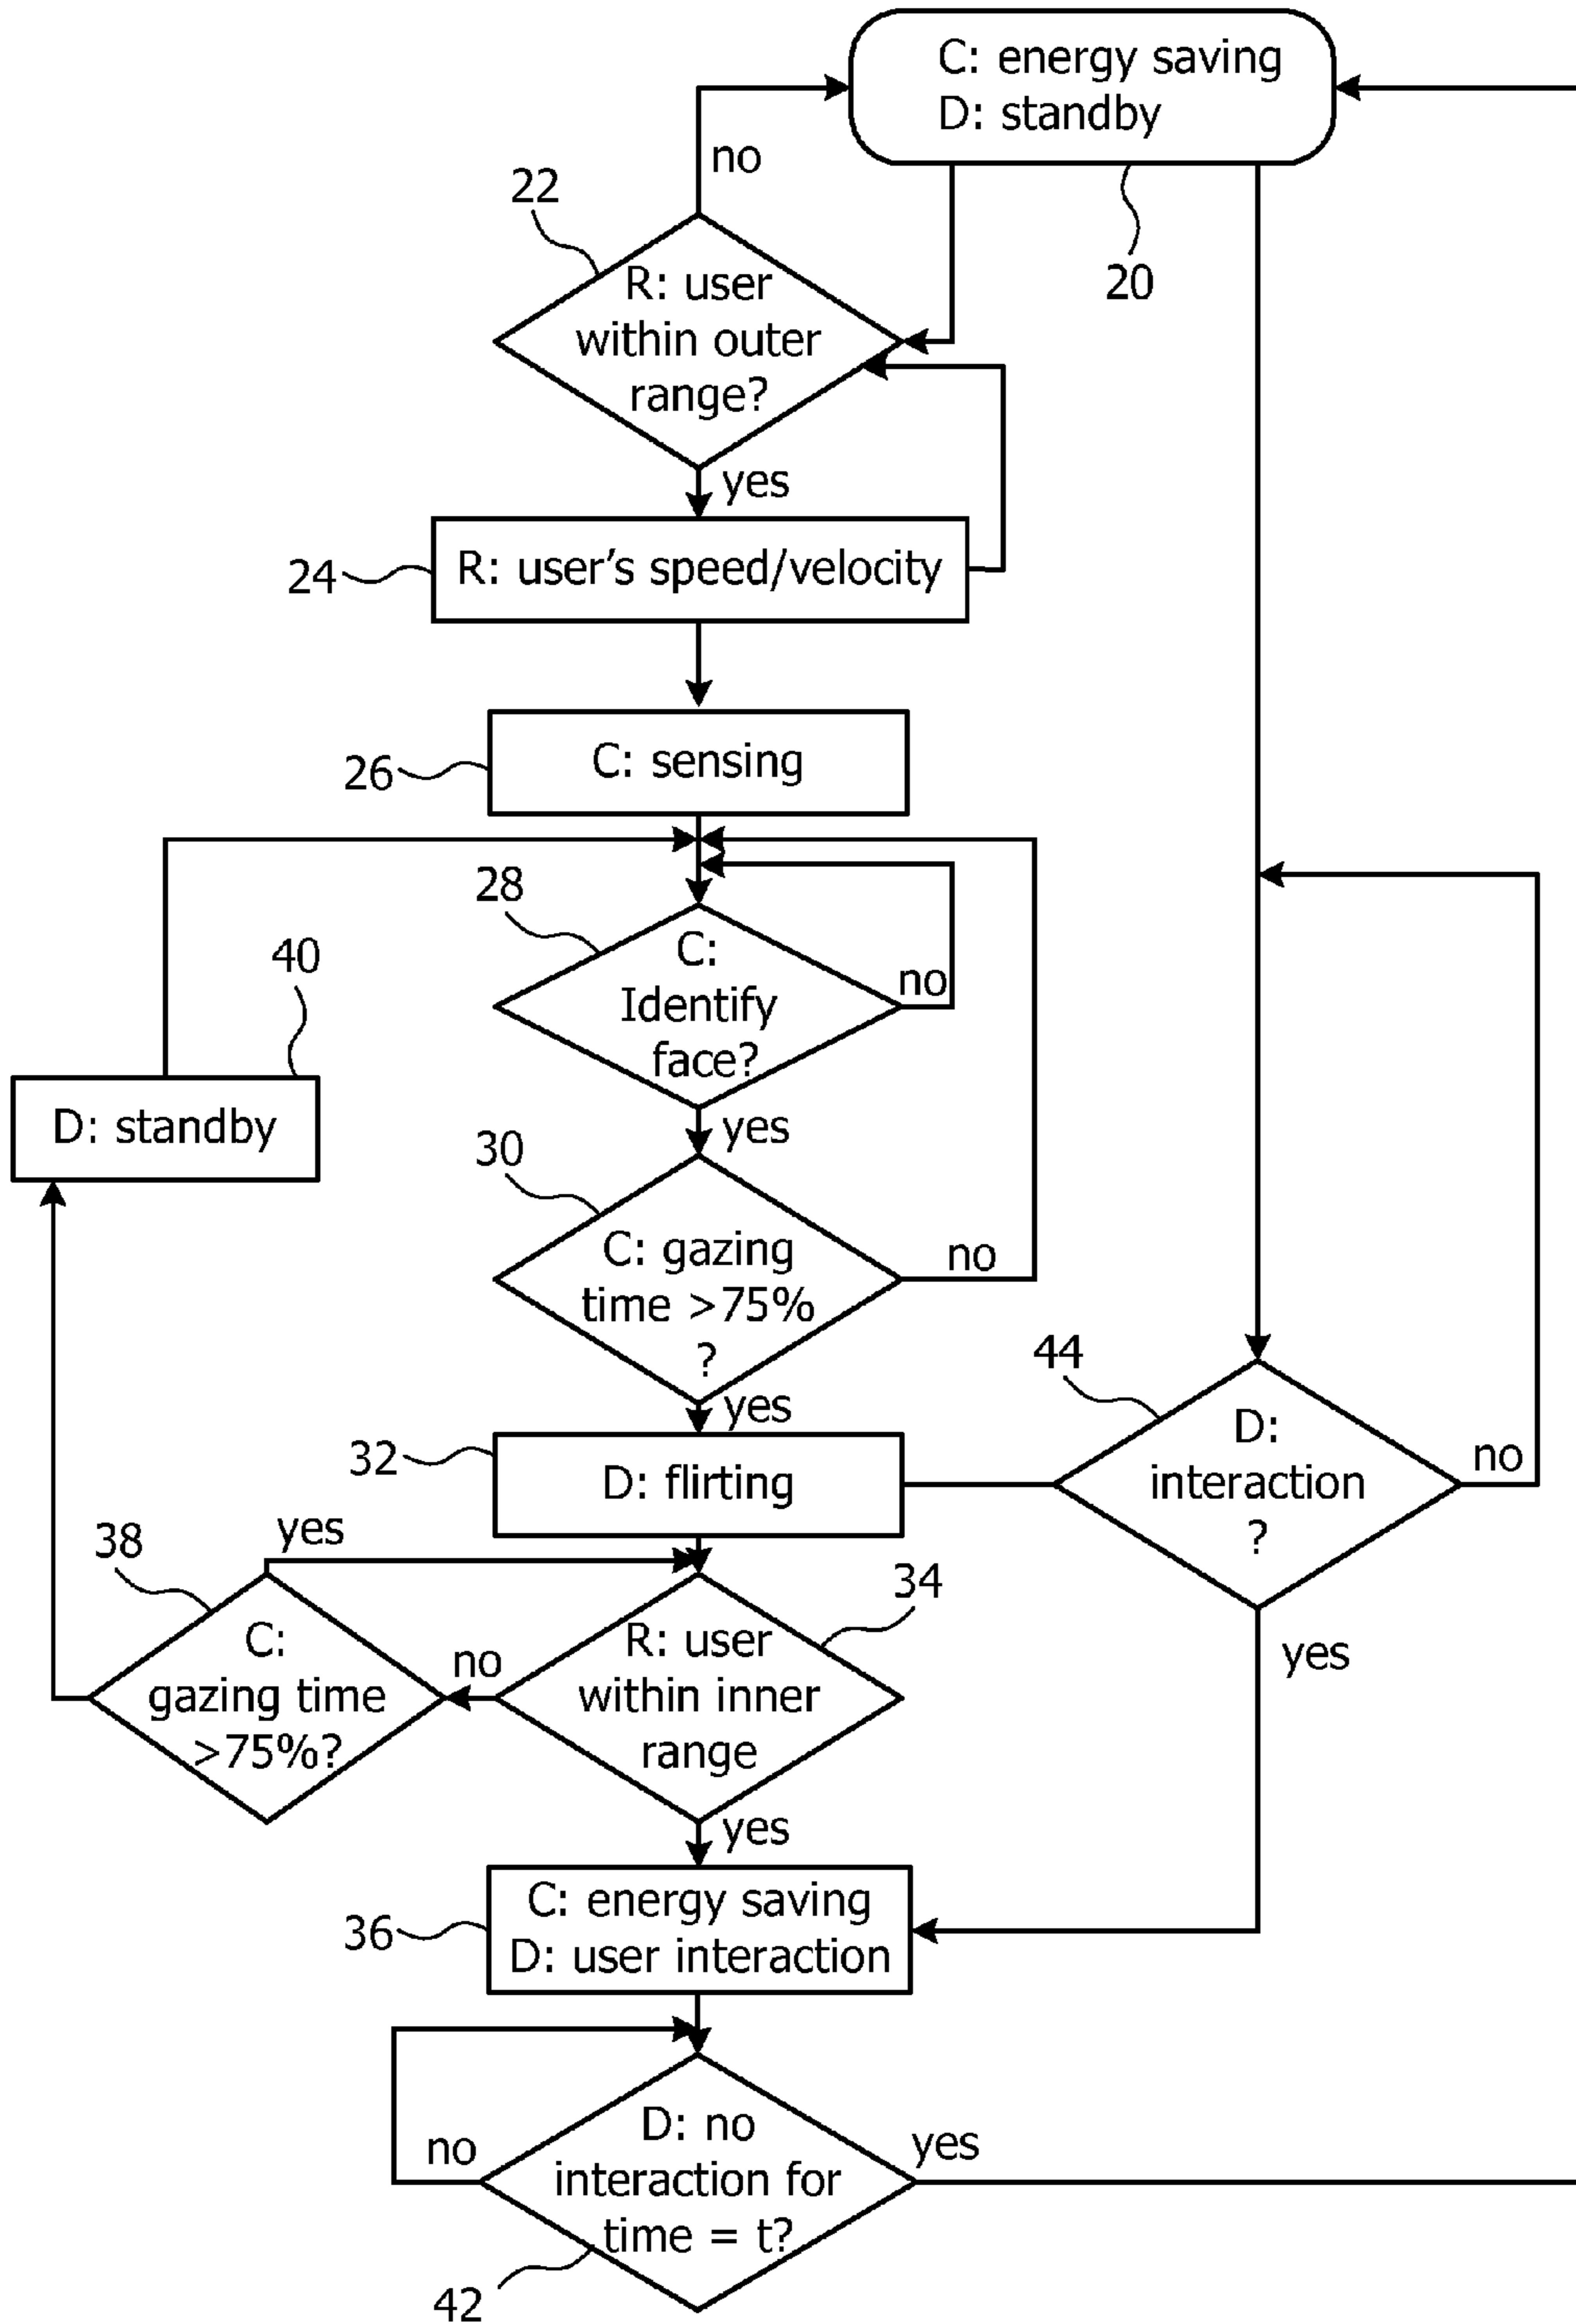 C: energy saving
D: standby
no
22
20
R: user
within outer
range?
yes
24
R: user's speed/velocity
26
C: sensing
28
C:
Identify
face?
no
40
D: standby
yes
30
C: gazing
time >75%
?
no
44
yes
32
D: flirting
D:
interaction
?
no
38
yes
34
C:
gazing time
>75%?
no
R: user
within inner
range
yes
yes
36
C: energy saving
D: user interaction
no
D: no
interaction for
time = t?
yes
42